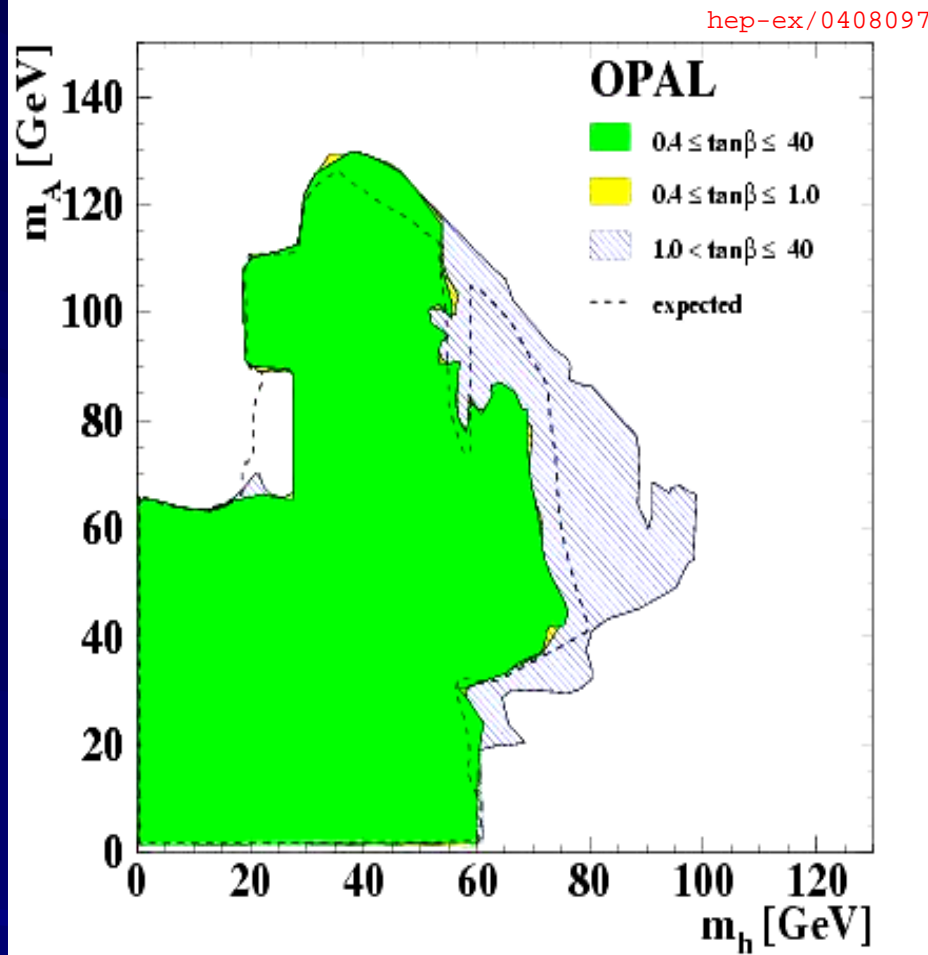 hep-ex/0408097
OPAL
0.4 ≤ tanβ ≤ 40
0.4 ≤ tanβ ≤ 1.0
1.0 < tanβ ≤ 40
expected
m_A [GeV]
140
120
100
80
60
40
20
0
0 20 40 60 80 100 120
m_h [GeV]